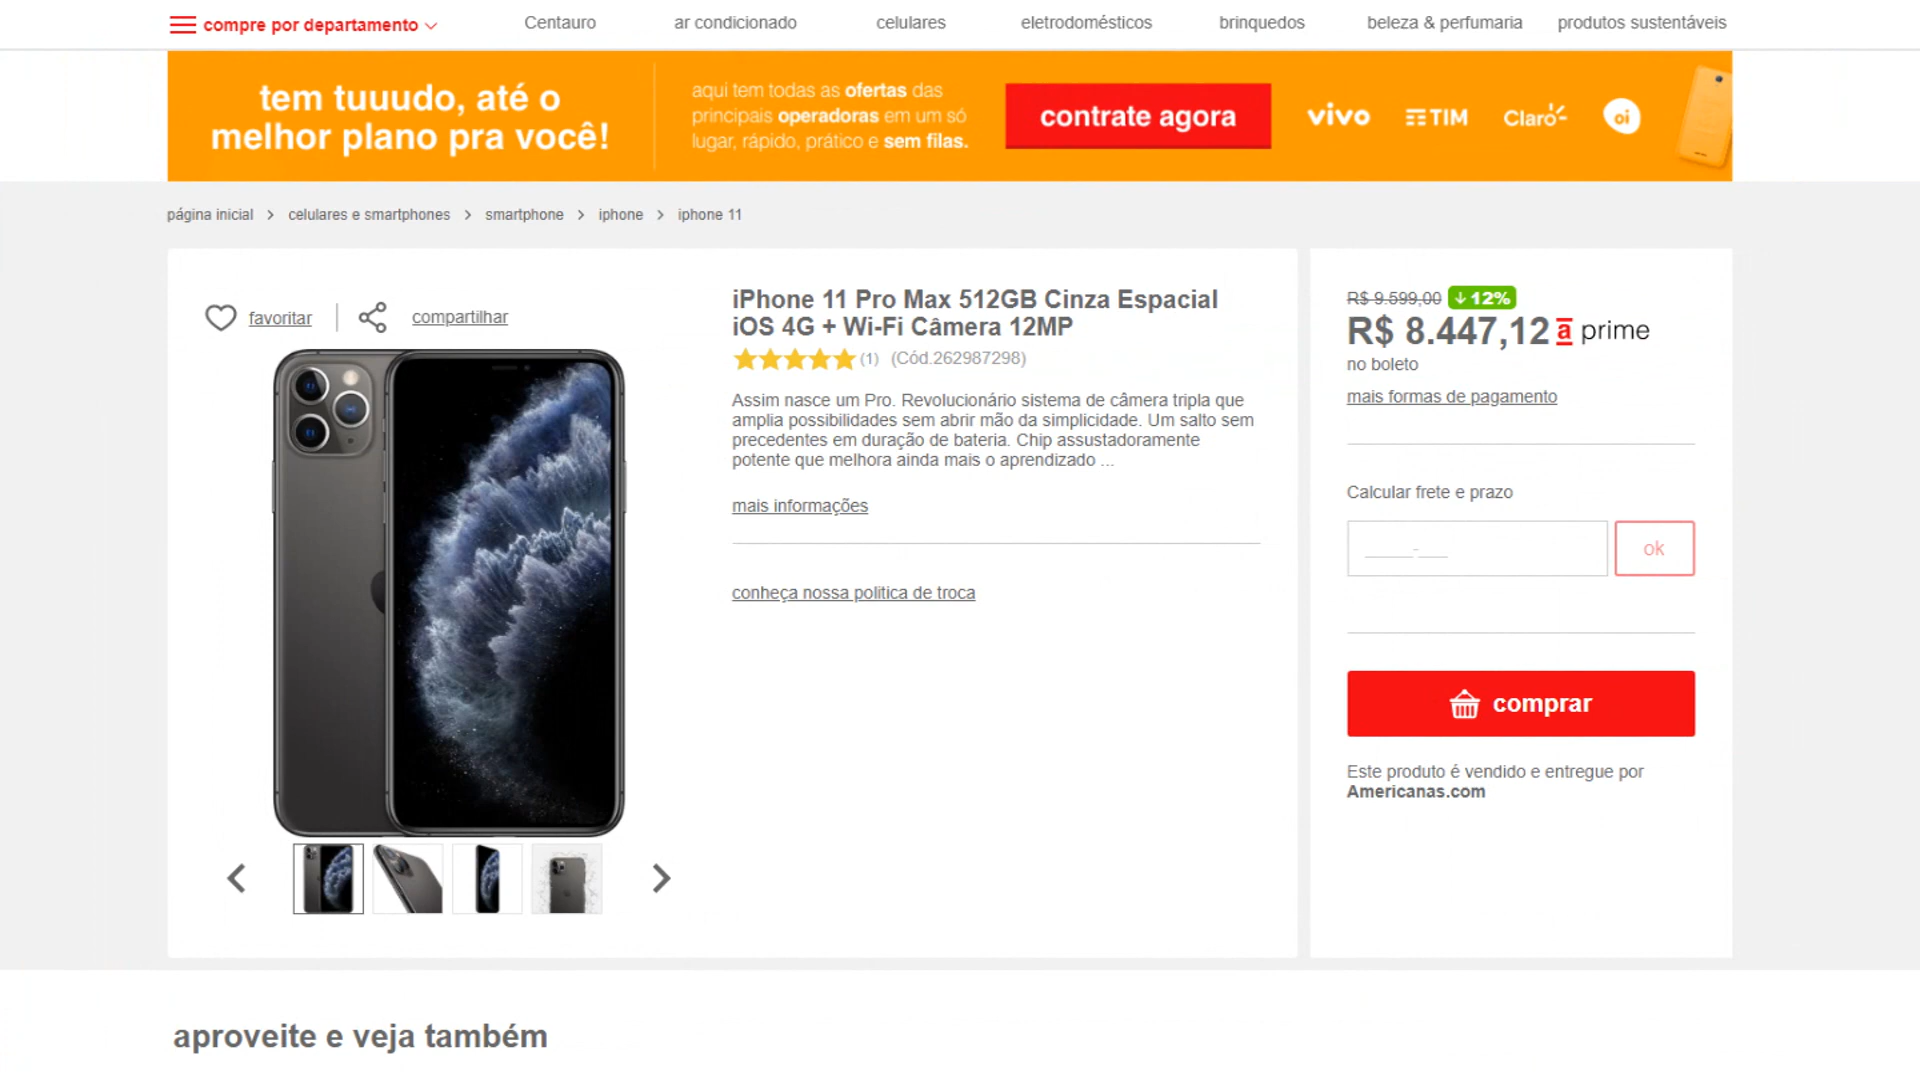 compre por departamento
Centauro
ar condicionado
celulares
eletrodomésticos
brinquedos
beleza & perfumaria
produtos sustentáveis
tem tuuudo, até o
melhor plano pra você!
aqui tem todas as ofertas das
principais operadoras em um só
lugar, rápido, prático e sem filas.
contrate agora
vivo
TIM
Claro
oi
página inicial > celulares e smartphones > smartphone > iphone > iphone 11
favoritar
compartilhar
iPhone 11 Pro Max 512GB Cinza Espacial
iOS 4G + Wi-Fi Câmera 12MP
(1) (Cód.262987298)
Assim nasce um Pro. Revolucionário sistema de câmera tripla que
amplia possibilidades sem abrir mão da simplicidade. Um salto sem
precedentes em duração de bateria. Chip assustadoramente
potente que melhora ainda mais o aprendizado ...
mais informações
conheça nossa politica de troca
R$ 9.599,00 12%
R$ 8.447,12 a prime
no boleto
mais formas de pagamento
Calcular frete e prazo
_____-___
ok
comprar
Este produto é vendido e entregue por
Americanas.com
aproveite e veja também